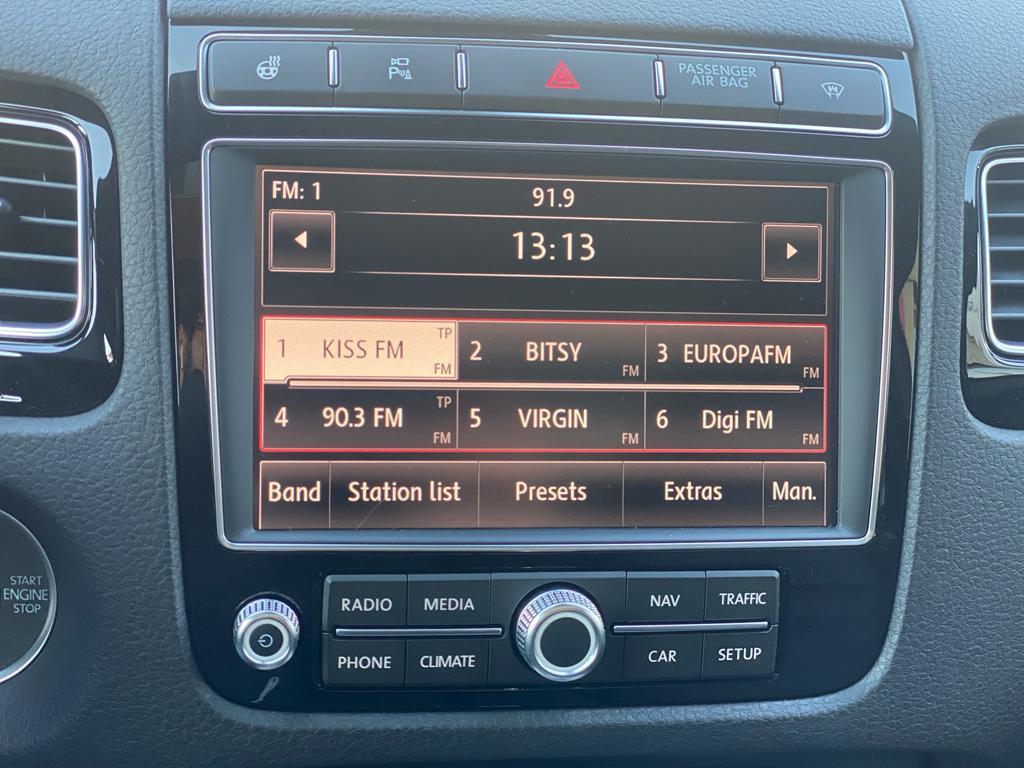 P
PASSENGER
AIR BAG
FM: 1
91.9
13:13
1 KISS FM TP FM
2 BITSY FM
3 EUROPAFM FM
4 90.3 FM TP FM
5 VIRGIN FM
6 Digi FM FM
Band Station list Presets Extras Man.
START
ENGINE
STOP
RADIO MEDIA NAV TRAFFIC
PHONE CLIMATE CAR SETUP